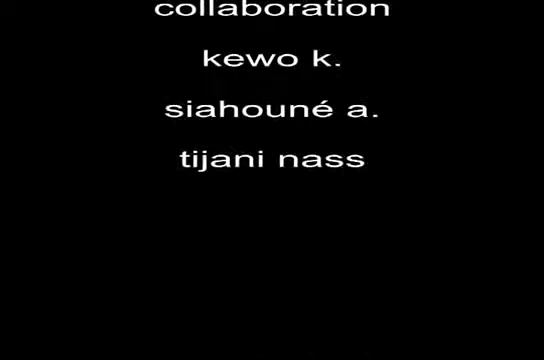 collaboration
kewo k.
siahouné a.
tijani nass